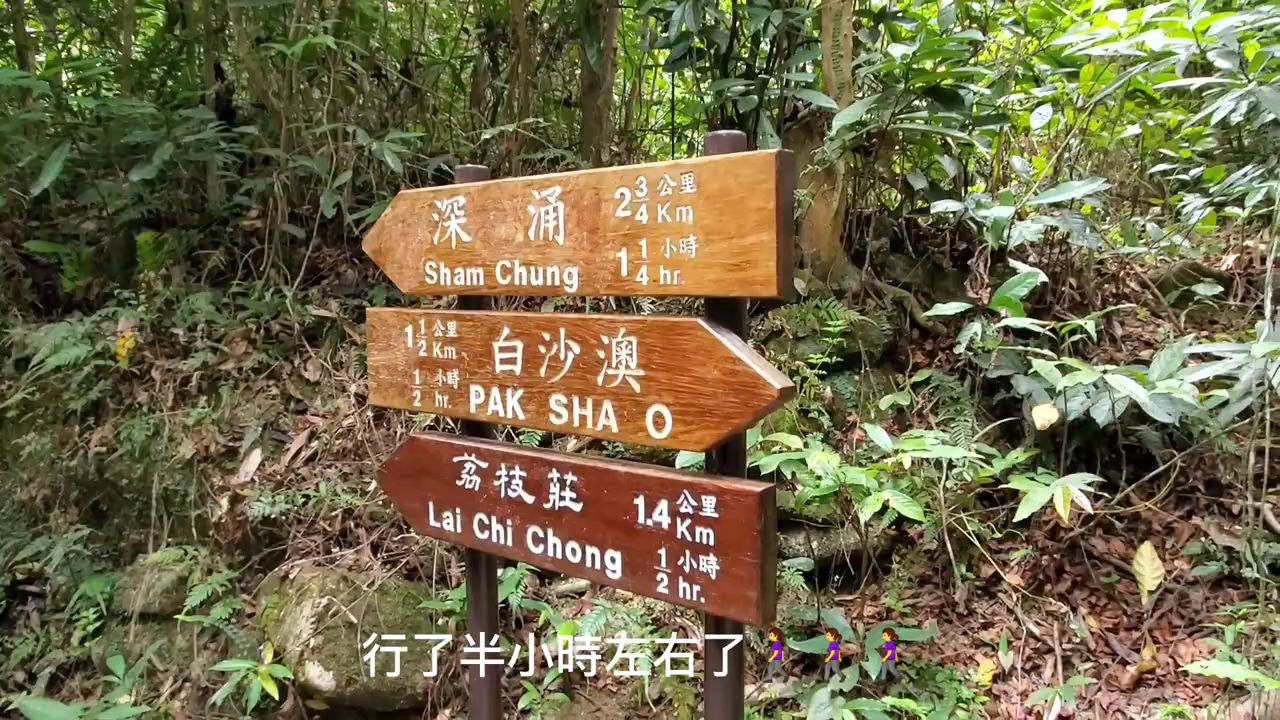 深 涌 2 3/4 公里 Km
Sham Chung 1 1/4 小時 hr.
1 1/2 公里 Km 白沙澳
1/2 小時 hr. PAK SHA O
荔枝莊 1.4 公里 Km
Lai Chi Chong 1/2 小時 hr.
行了半小時左右了🚶‍♀️🚶‍♀️🚶‍♀️